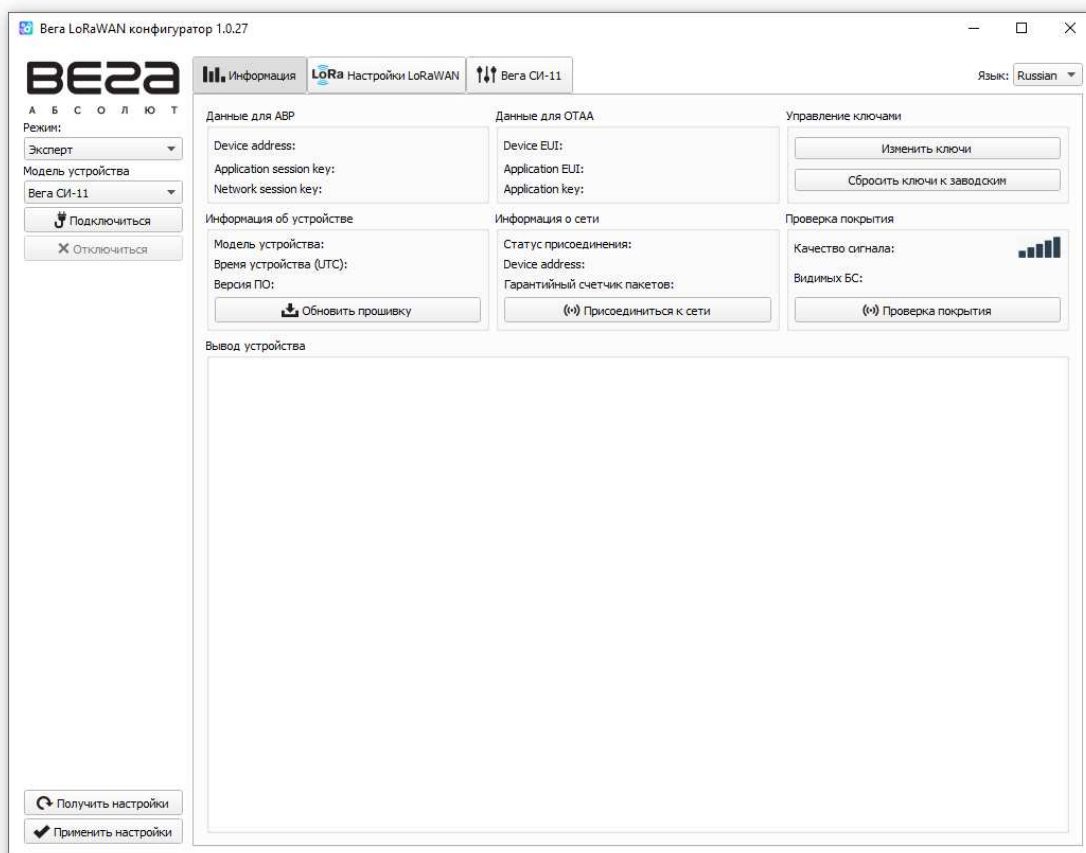 Вега LoRaWAN конфигуратор 1.0.27
ВЕГА
АБСОЛЮТ
Режим:
Эксперт
Модель устройства
Вега СИ-11
Подключиться
Отключиться
Получить настройки
Применить настройки
Информация
LoRa Настройки LoRaWAN
Вега СИ-11
Язык: Russian
Данные для ABP
Device address:
Application session key:
Network session key:
Данные для OTAA
Device EUI:
Application EUI:
Application key:
Управление ключами
Изменить ключи
Сбросить ключи к заводским
Информация об устройстве
Модель устройства:
Время устройства (UTC):
Версия ПО:
Обновить прошивку
Информация о сети
Статус присоединения:
Device address:
Гарантийный счетчик пакетов:
Присоединиться к сети
Проверка покрытия
Качество сигнала:
Видимых БС:
Проверка покрытия
Вывод устройства